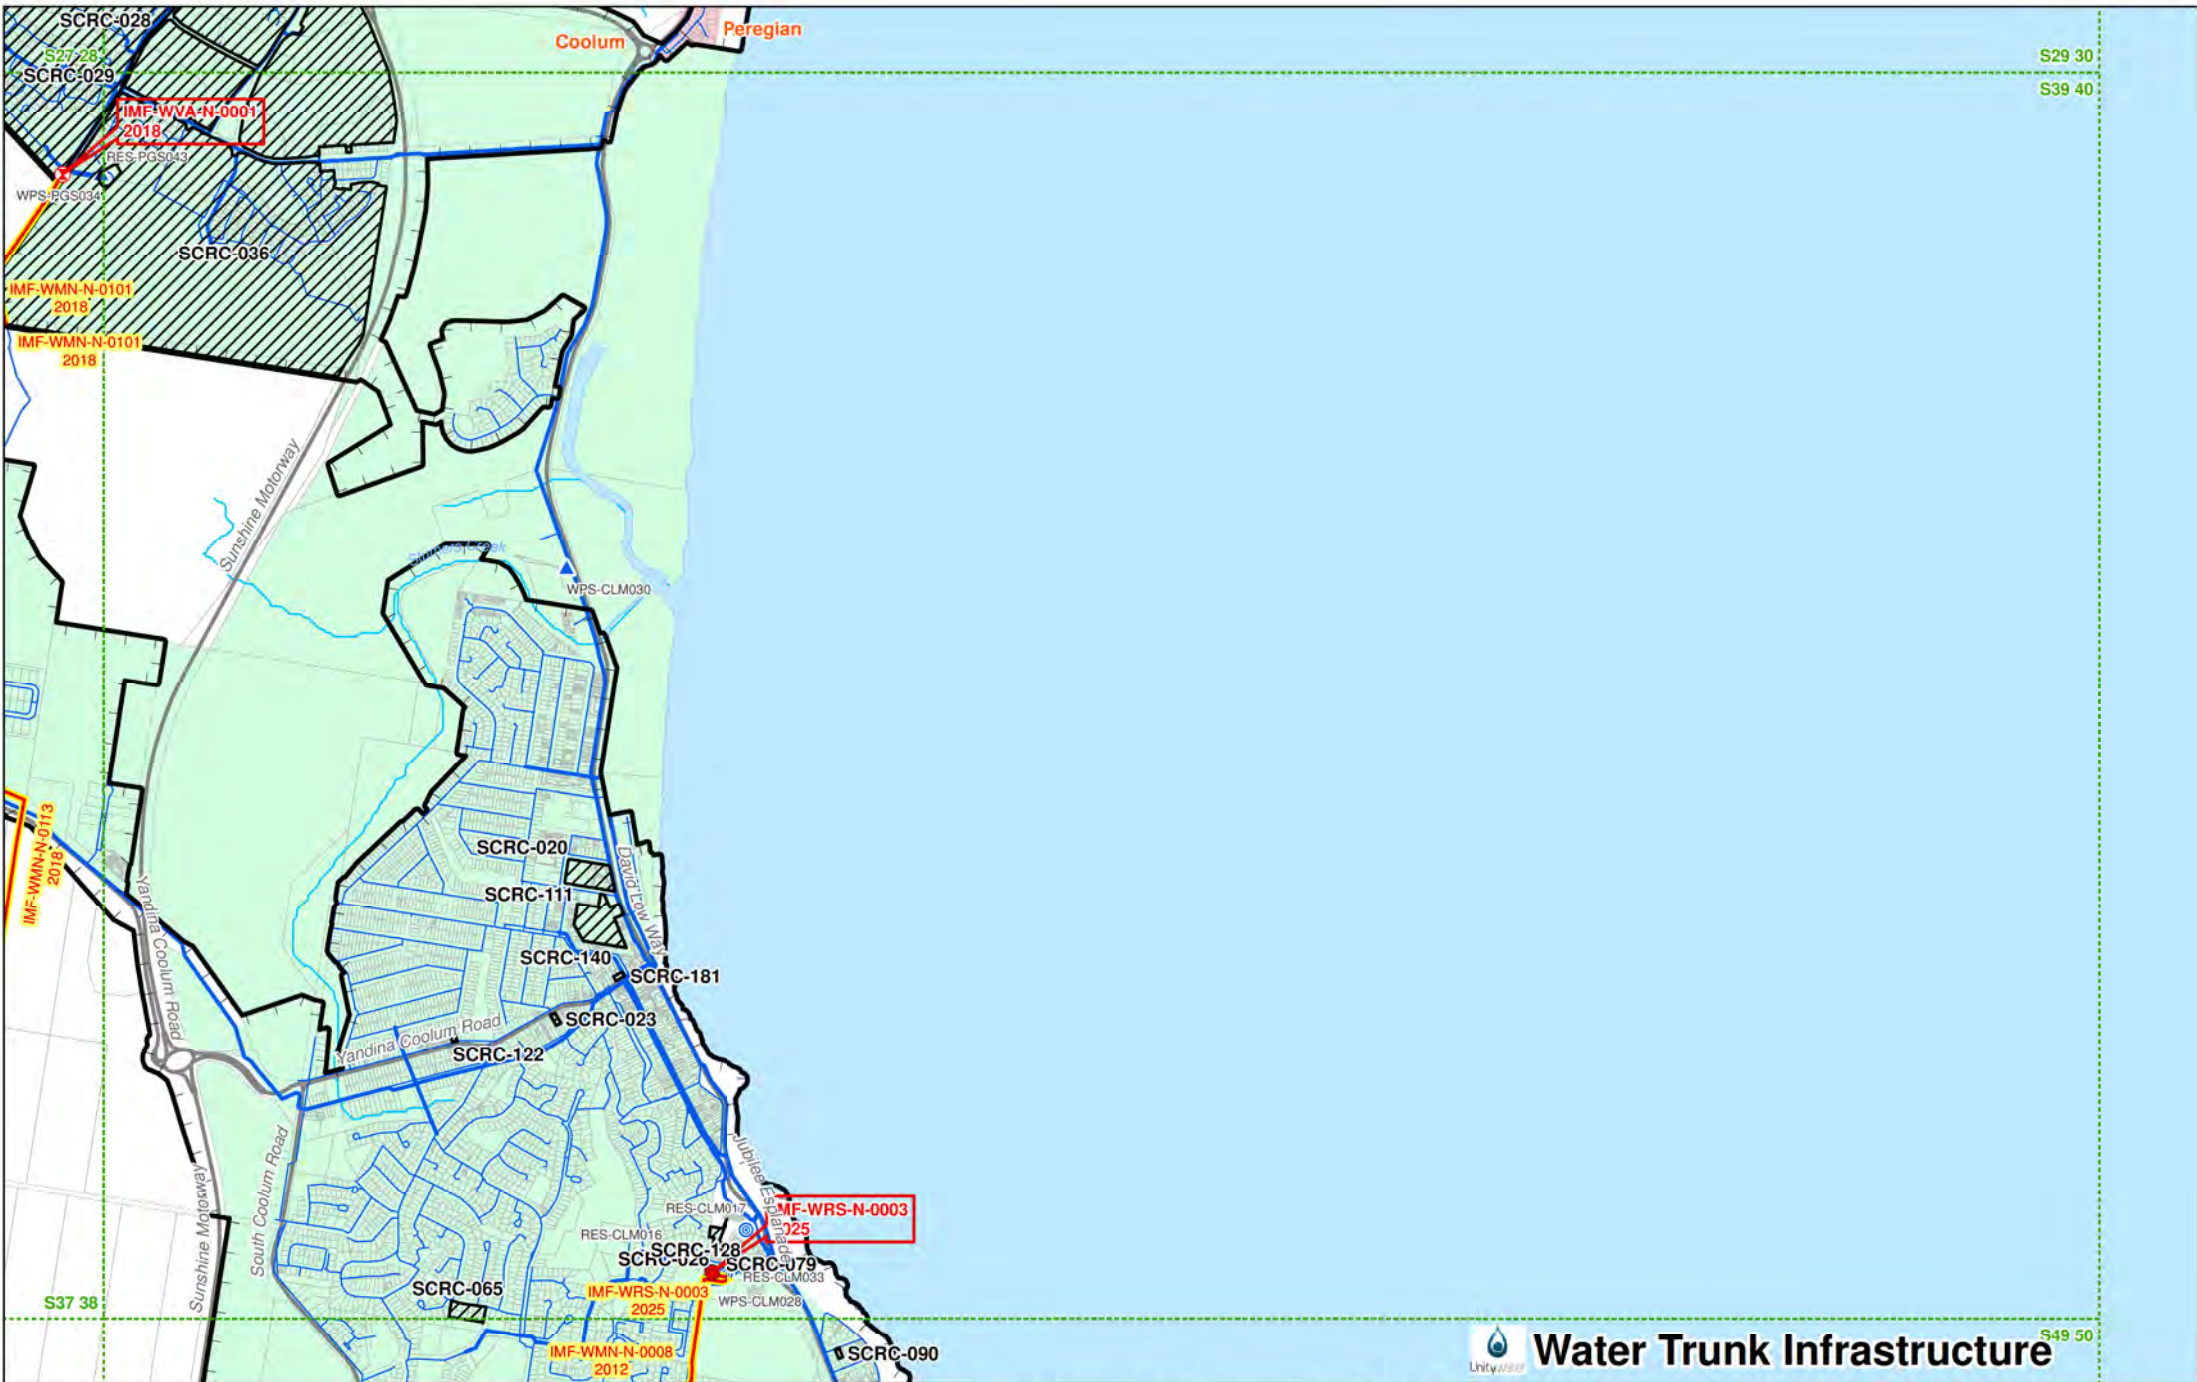 SCRC-028
Coolum
Peregian
S27 28
S29 30
SCRC-029
S39 40
IMF-WVA-N-0001
2018
RES-PGS043
WPS-PGS034
SCRC-036
IMF-WMN-N-0101
2018
IMF-WMN-N-0101
2018
Sunshine Motorway
Creek
WPS-CLM030
IMF-WMN-N-0113
2018
SCRC-020
David Low Way
SCRC-111
Yandina Coolum Road
SCRC-140
SCRC-181
SCRC-023
Yandina Coolum Road
SCRC-122
South Coolum Road
Sunshine Motorway
Jubilee Esplanade
RES-CLM017
MF-WRS-N-0003
025
RES-CLM016
SCRC-128
SCRC-026
SCRC-079
RES-CLM033
SCRC-065
IMF-WRS-N-0003
2025
WPS-CLM028
S37 38
S49 50
IMF-WMN-N-0008
2012
SCRC-090
Unitywater
Water Trunk Infrastructure